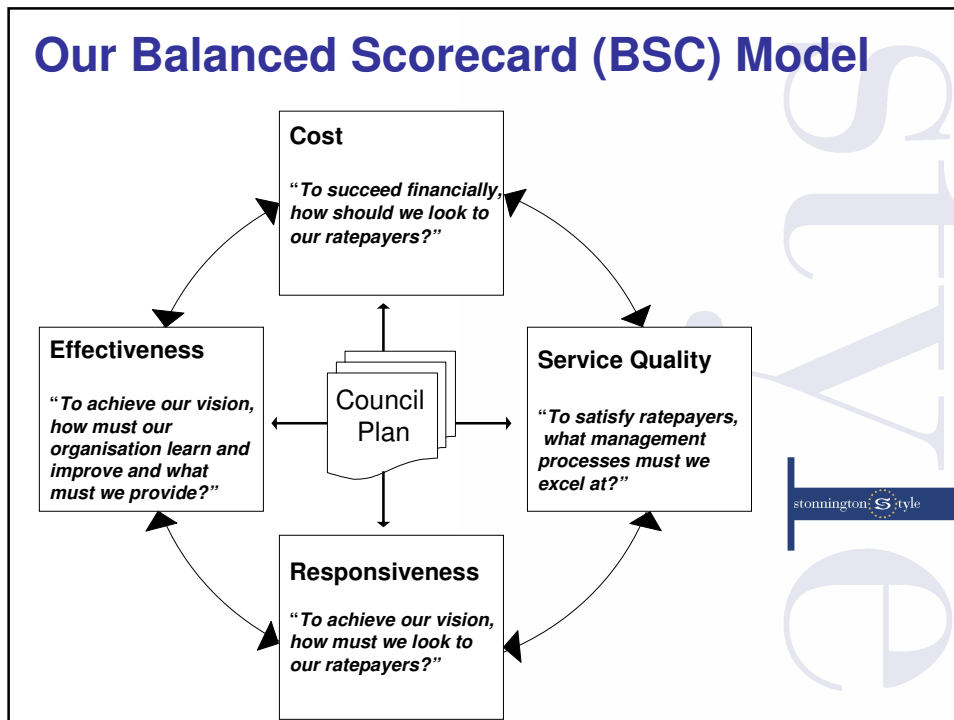 Our Balanced Scorecard (BSC) Model
Cost
“To succeed financially,
how should we look to
our ratepayers?”
Effectiveness
“To achieve our vision,
how must our
organisation learn and
improve and what
must we provide?”
Council
Plan
Service Quality
“To satisfy ratepayers,
what management
processes must we
excel at?”
Responsiveness
“To achieve our vision,
how must we look to
our ratepayers?”
style
stonnington S tyle